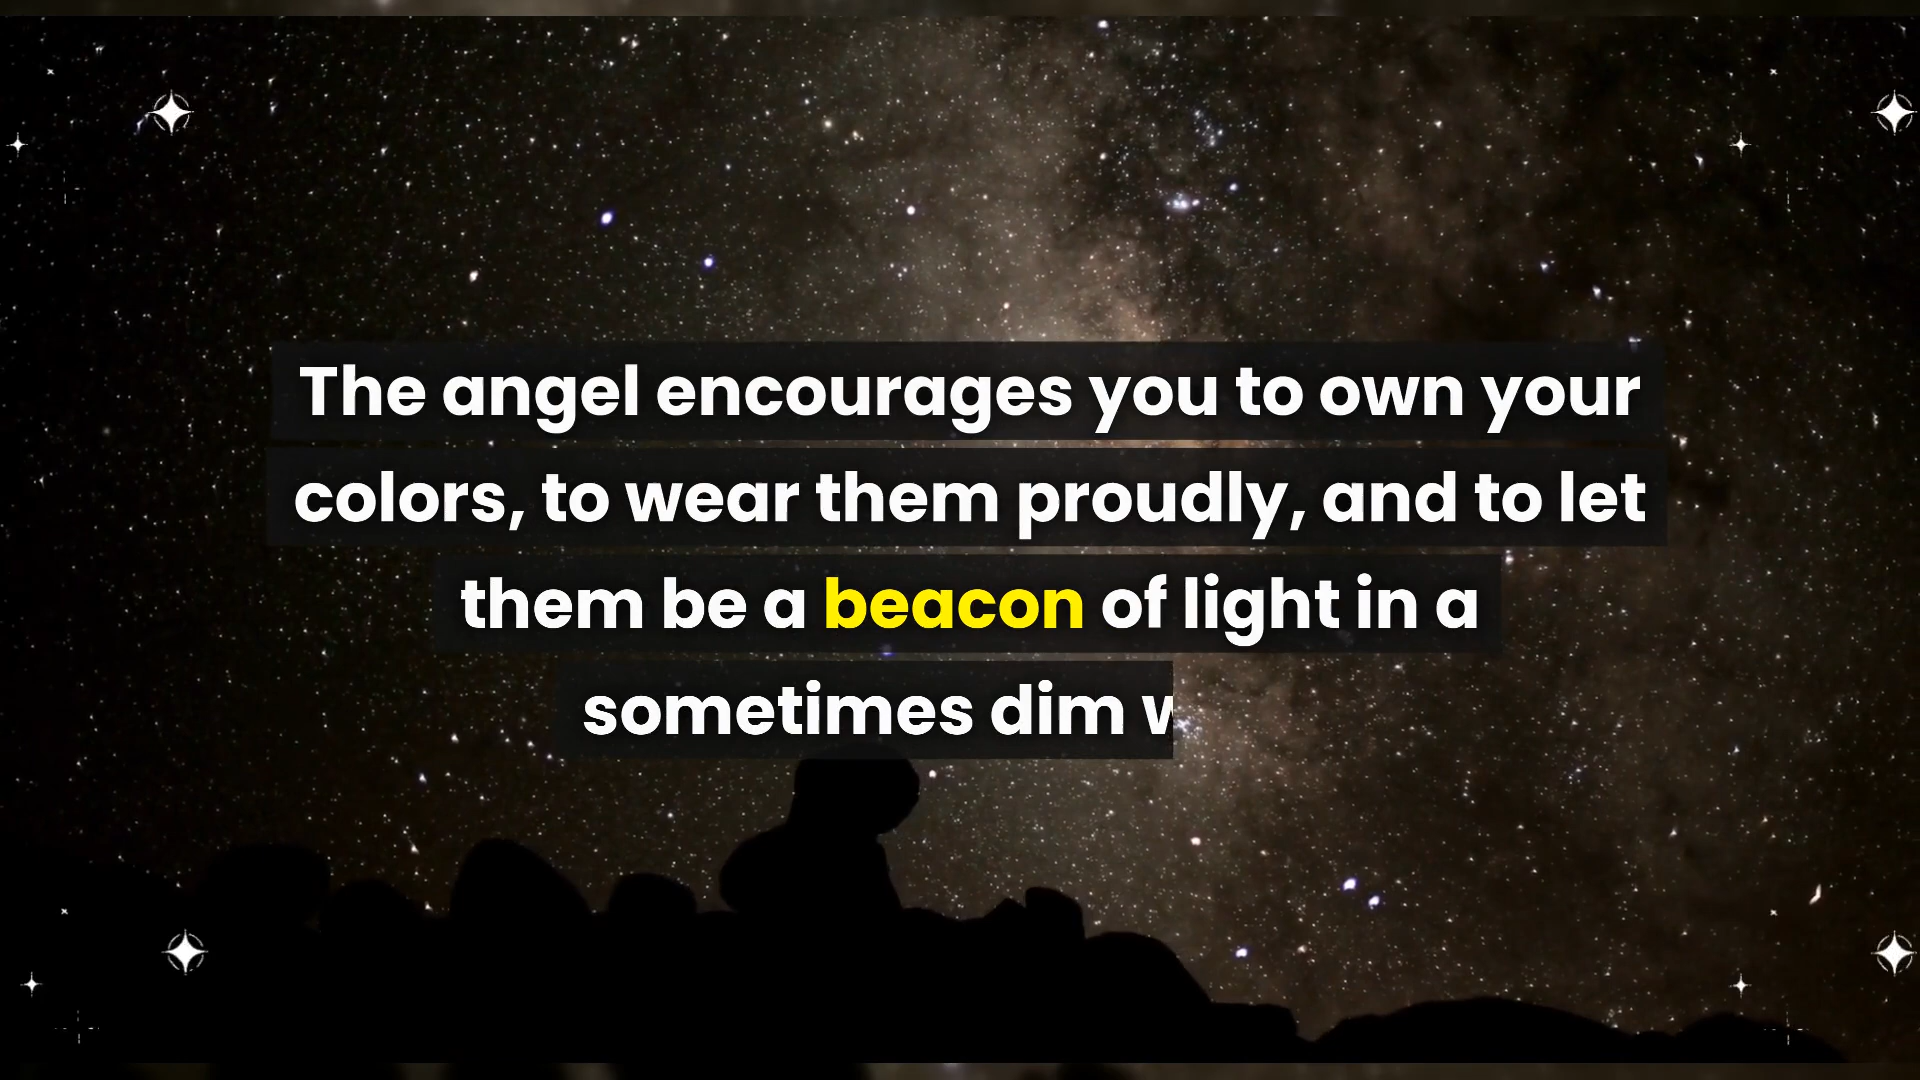 The angel encourages you to own your
colors, to wear them proudly, and to let
them be a beacon of light in a
sometimes dim